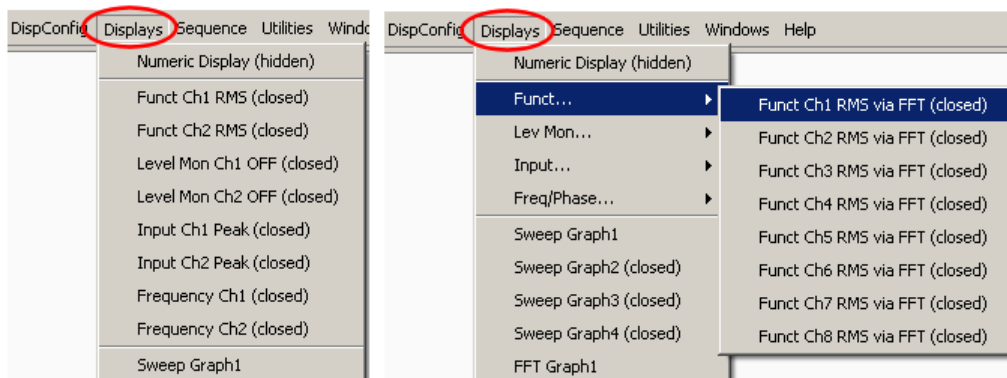 DispConfig Displays Sequence Utilities
Numeric Display (hidden)
Funct Ch1 RMS (closed)
Funct Ch2 RMS (closed)
Level Mon Ch1 OFF (closed)
Level Mon Ch2 OFF (closed)
Input Ch1 Peak (closed)
Input Ch2 Peak (closed)
Frequency Ch1 (closed)
Frequency Ch2 (closed)
Sweep Graph1
DispConfig Displays Sequence Utilities Windows Help
Numeric Display (hidden)
Funct...
Lev Mon...
Input...
Freq/Phase...
Sweep Graph1
Sweep Graph2 (closed)
Sweep Graph3 (closed)
Sweep Graph4 (closed)
FFT Graph1
Funct Ch1 RMS via FFT (closed)
Funct Ch2 RMS via FFT (closed)
Funct Ch3 RMS via FFT (closed)
Funct Ch4 RMS via FFT (closed)
Funct Ch5 RMS via FFT (closed)
Funct Ch6 RMS via FFT (closed)
Funct Ch7 RMS via FFT (closed)
Funct Ch8 RMS via FFT (closed)